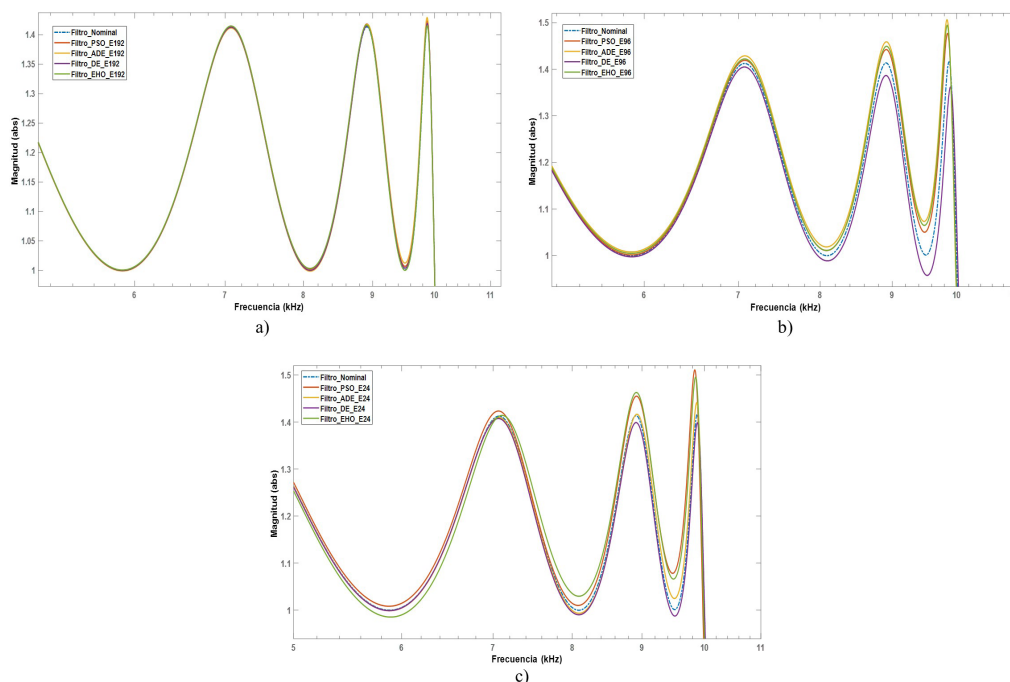 Filtro_Nominal
Filtro_PSO_E192
Filtro_ADE_E192
Filtro_DE_E192
Filtro_EHO_E192
Magnitud (abs)
1.4
1.35
1.3
1.25
1.2
1.15
1.1
1.05
1
6
7
8
9
10
11
Frecuencia (kHz)
a)
Filtro_Nominal
Filtro_PSO_E96
Filtro_ADE_E96
Filtro_DE_E96
Filtro_EHO_E96
Magnitud (abs)
1.5
1.4
1.3
1.2
1.1
1
6
7
8
9
10
Frecuencia (kHz)
b)
Filtro_Nominal
Filtro_PSO_E24
Filtro_ADE_E24
Filtro_DE_E24
Filtro_EHO_E24
Magnitud (abs)
1.5
1.4
1.3
1.2
1.1
1
5
6
7
8
9
10
11
Frecuencia (kHz)
c)